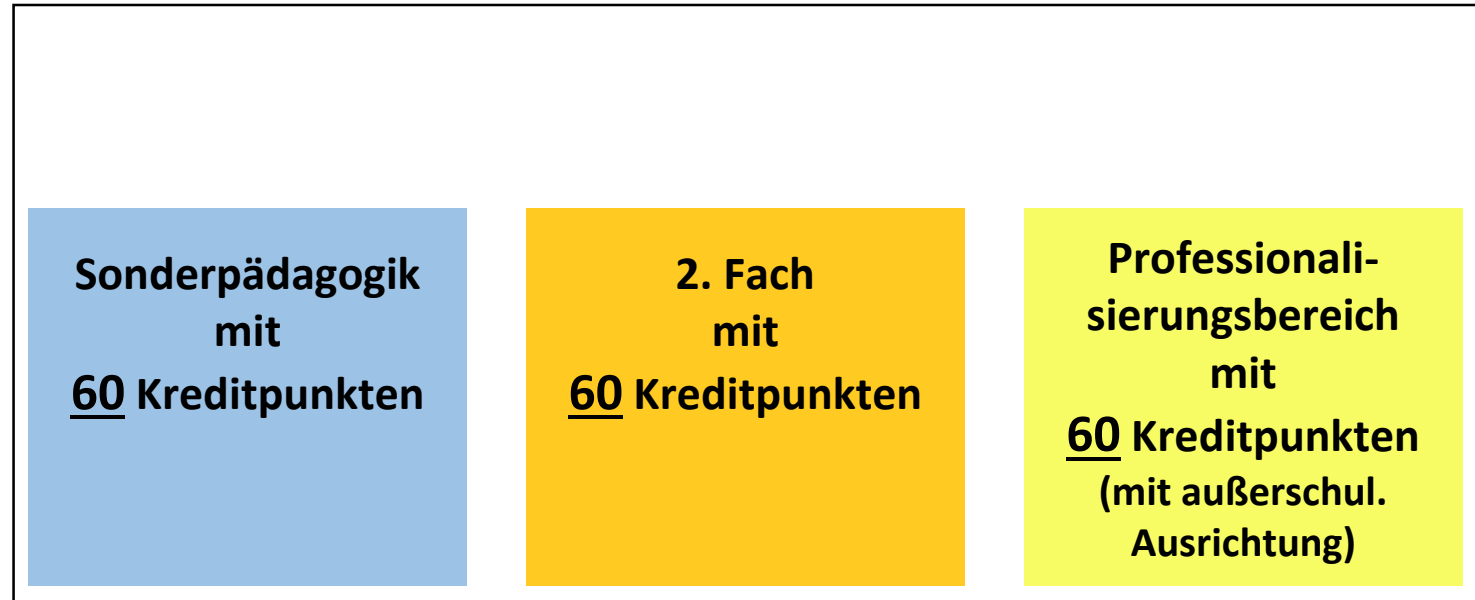 Sonderpädagogik
mit
60 Kreditpunkten
2. Fach
mit
60 Kreditpunkten
Professionali-
sierungsbereich
mit
60 Kreditpunkten
(mit außerschul.
Ausrichtung)